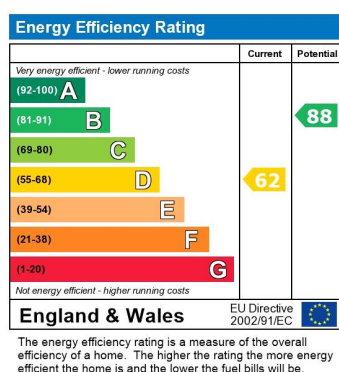 Energy Efficiency Rating
Current Potential
Very energy efficient - lower running costs
(92-100) A
(81-91) B
88
(69-80) C
(55-68) D
62
(39-54) E
(21-38) F
(1-20) G
Not energy efficient - higher running costs
England & Wales
EU Directive
2002/91/EC
The energy efficiency rating is a measure of the overall
efficiency of a home. The higher the rating the more energy
efficient the home is and the lower the fuel bills will be.